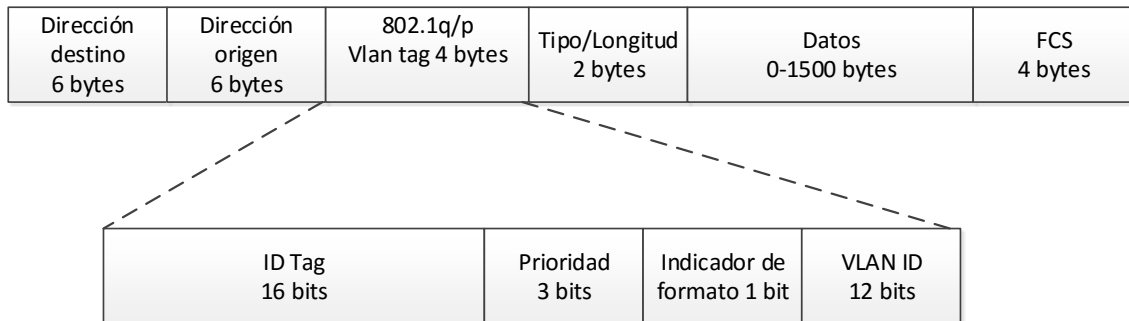 Dirección
destino
6 bytes
Dirección
origen
6 bytes
802.1q/p
Vlan tag 4 bytes
Tipo/Longitud
2 bytes
Datos
0-1500 bytes
FCS
4 bytes
ID Tag
16 bits
Prioridad
3 bits
Indicador de
formato 1 bit
VLAN ID
12 bits